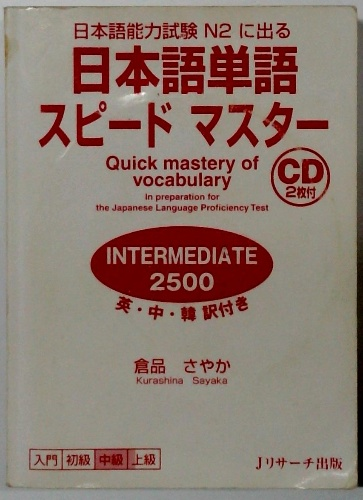 日本語能力試験 N2 に出る
日本語単語
スピード マスター
Quick mastery of
vocabulary
In preparation for
the Japanese Language Proficiency Test
CD
2枚付
INTERMEDIATE
2500
英・中・韓 訳付き
倉品 さやか
Kurashina Sayaka
入門 初級 中級 上級
Jリサーチ出版